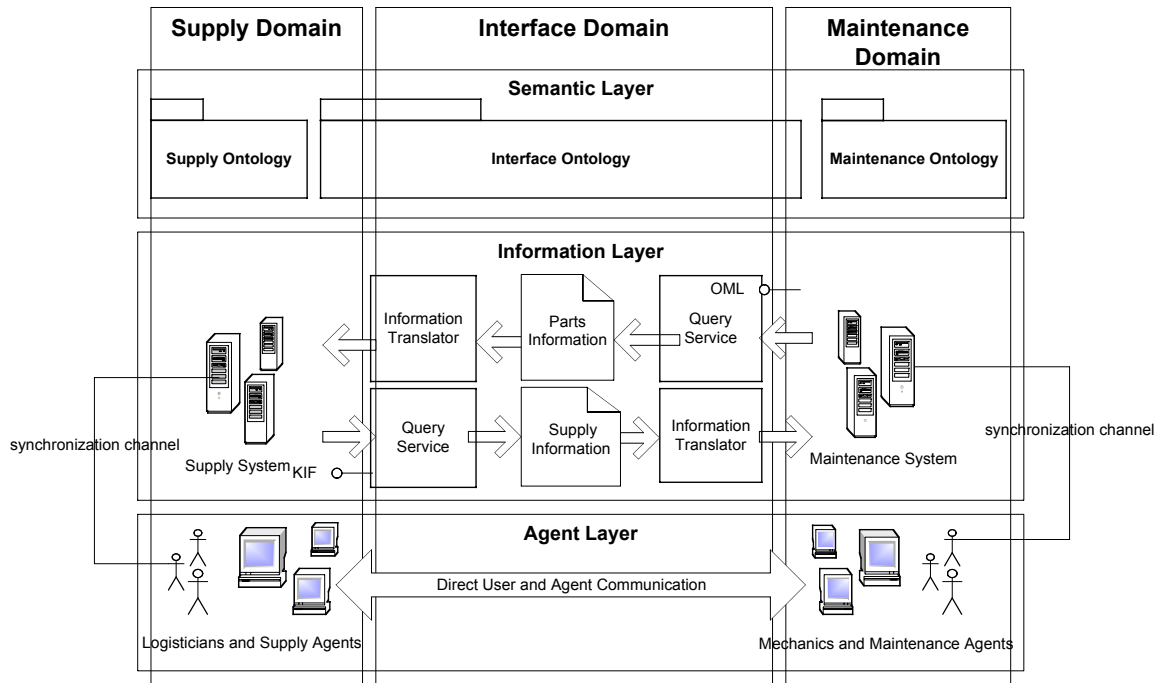 Supply Domain
Interface Domain
Maintenance
Domain
Semantic Layer
Supply Ontology
Interface Ontology
Maintenance Ontology
Information Layer
OML
Information
Translator
Parts
Information
Query
Service
synchronization channel
Supply System
KIF
Query
Service
Supply
Information
Information
Translator
Maintenance System
synchronization channel
Agent Layer
Direct User and Agent Communication
Logisticians and Supply Agents
Mechanics and Maintenance Agents